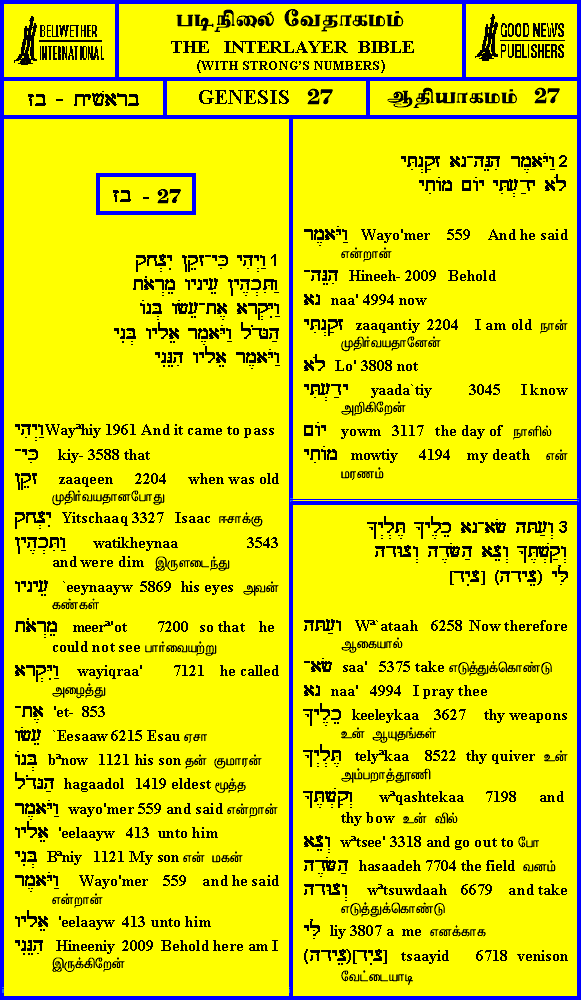 BELLWETHER
INTERNATIONAL
படிநிலை வேதாகமம்
THE INTERLAYER BIBLE
(WITH STRONG'S NUMBERS)
GOOD NEWS
PUBLISHERS
בראשית - בז
GENESIS 27
ஆதியாகமம் 27
בז - 27
1 וַיְהִי כִּי־זָקֵן יִצְחָק
וַתִּכְהֶיןָ עֵינָיו מֵרְאֹת
וַיִּקְרָא אֶת־עֵשָׂו בְּנוֹ
הַגָּדֹל וַיֹּאמֶר אֵלָיו בְּנִי
וַיֹּאמֶר אֵלָיו הִנֵּנִי
וַיְהִי Wayªhiy 1961 And it came to pass
כִּי־ kiy- 3588 that
זָקֵן zaaqeen 2204 when was old
முதிர்வயதானபோது
יִצְחָק Yitschaaq 3327 Isaac ஈசாக்கு
וַתִּכְהֶיןָ watikheynaa 3543
and were dim இருளடைந்து
עֵינָיו `eeynaayw 5869 his eyes அவன்
கண்கள்
מֵרְאֹת meerª'ot 7200 so that he
could not see பார்வையற்று
וַיִּקְרָא wayiqraa' 7121 he called
அழைத்து
אֶת־ 'et- 853
עֵשָׂו `Eesaaw 6215 Esau ஏசா
בְּנוֹ bªnow 1121 his son தன் குமாரன்
הַגָּדֹל hagaadol 1419 eldest மூத்த
וַיֹּאמֶר wayo'mer 559 and said என்றான்
אֵלָיו 'eelaayw 413 unto him
בְּנִי Bªniy 1121 My son என் மகன்
וַיֹּאמֶר Wayo'mer 559 and he said
என்றான்
אֵלָיו 'eelaayw 413 unto him
הִנֵּנִי Hineeniy 2009 Behold here am I
இருக்கிறேன்
2 וַיֹּאמֶר הִנֵּה־נָא זָקַנְתִּי
לֹא יָדַעְתִּי יוֹם מוֹתִי
וַיֹּאמֶר Wayo'mer 559 And he said
என்றான்
הִנֵּה־ Hineeh- 2009 Behold
נָא naa' 4994 now
זָקַנְתִּי zaaqantiy 2204 I am old நான்
முதிர்வயதானேன்
לֹא Lo' 3808 not
יָדַעְתִּי yaada`tiy 3045 I know
அறிகிறேன்
יוֹם yowm 3117 the day of நாளில்
מוֹתִי mowtiy 4194 my death என்
மரணம்
3 וְעַתָּה שָׂא־נָא כֵלֶיךָ תֶּלְיְךָ
וְקַשְׁתֶּךָ וְצֵא הַשָּׂדֶה וְצוּדָה
לִּי (צֵידָה) [צָיִד]
וְעַתָּה Wª`ataah 6258 Now therefore
ஆகையால்
שָׂא־ saa' 5375 take எடுத்துக்கொண்டு
נָא naa' 4994 I pray thee
כֵלֶיךָ keeleykaa 3627 thy weapons
உன் ஆயுதங்கள்
תֶּלְיְךָ telyªkaa 8522 thy quiver உன்
அம்பறாத்தூணி
וְקַשְׁתֶּךָ wªqashtekaa 7198 and
thy bow உன் வில்
וְצֵא wªtsee' 3318 and go out to போ
הַשָּׂדֶה hasaadeh 7704 the field வனம்
וְצוּדָה wªtsuwdaah 6679 and take
எடுத்துக்கொண்டு
לִּי liy 3807 a me எனக்காக
(צֵידָה)[צָיִד] tsaayid 6718 venison
வேட்டையாடி